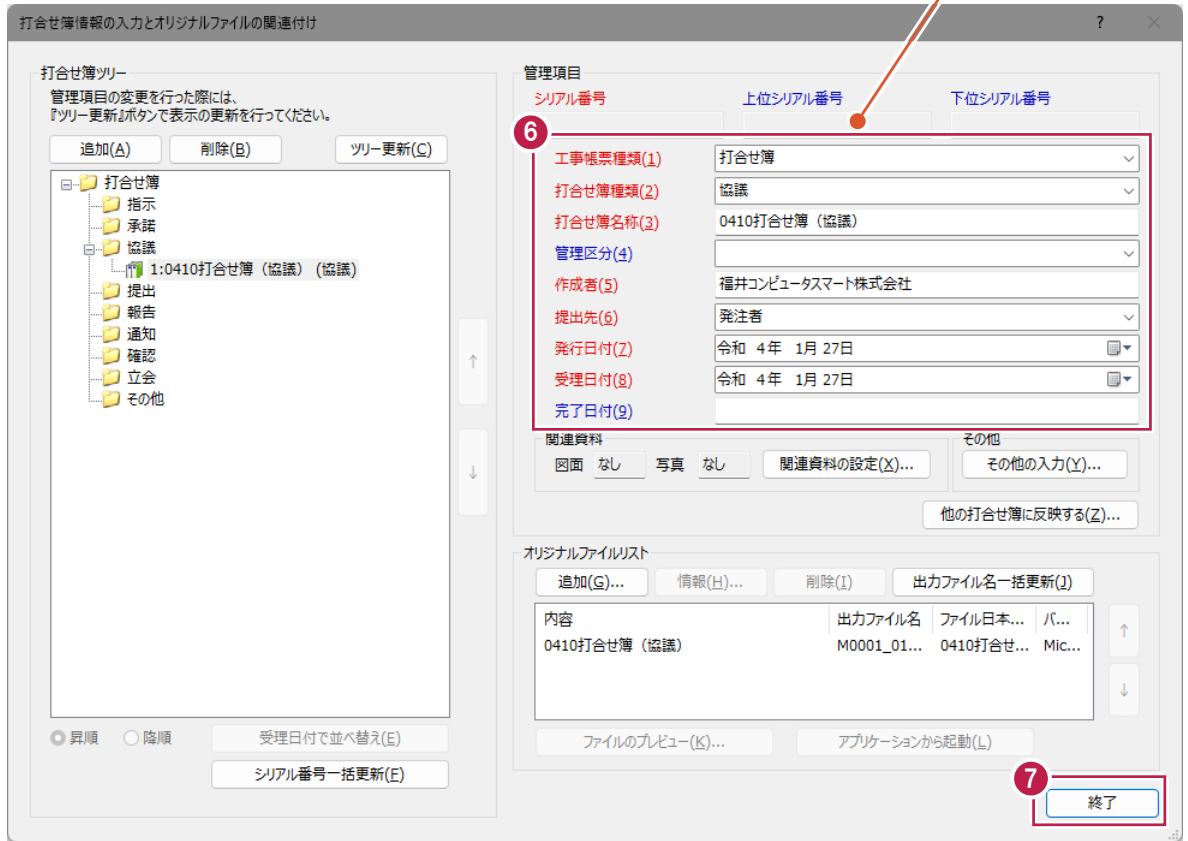 打合せ簿情報の入力とオリジナルファイルの関連付け ?
打合せ簿ツリー
管理項目の変更を行った際には、
『ツリー更新』ボタンで表示の更新を行ってください。
追加(A) 削除(B) ツリー更新(C)
打合せ簿
指示
承諾
協議
1:0410打合せ簿（協議） (協議)
提出
報告
通知
確認
立会
その他
↑
↓
昇順 降順 受理日付で並べ替え(E)
シリアル番号一括更新(F)
管理項目
シリアル番号 上位シリアル番号 下位シリアル番号
6
工事帳票種類(1) 打合せ簿
打合せ簿種類(2) 協議
打合せ簿名称(3) 0410打合せ簿（協議）
管理区分(4)
作成者(5) 福井コンピュータスマート株式会社
提出先(6) 発注者
発行日付(7) 令和 4年 1月 27日
受理日付(8) 令和 4年 1月 27日
完了日付(9)
関連資料 その他
図面 なし 写真 なし 関連資料の設定(X)... その他の入力(Y)...
他の打合せ簿に反映する(Z)...
オリジナルファイルリスト
追加(G)... 情報(H)... 削除(I) 出力ファイル名一括更新(J)
内容 出力ファイル名 ファイル日本... バ...
0410打合せ簿（協議） M0001_01... 0410打合せ... Mic...
↑
↓
ファイルのプレビュー(K)... アプリケーションから起動(L)
7
終了